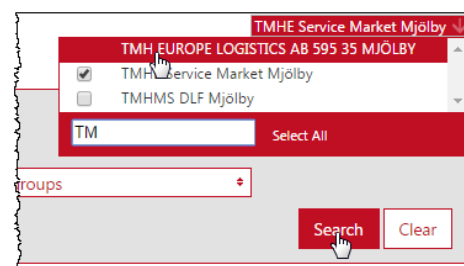 TMHE Service Market Mjölby
TMH EUROPE LOGISTICS AB 595 35 MJÖLBY
TMHE Service Market Mjölby
TMHMS DLF Mjölby
TM Select All
roups
Search Clear